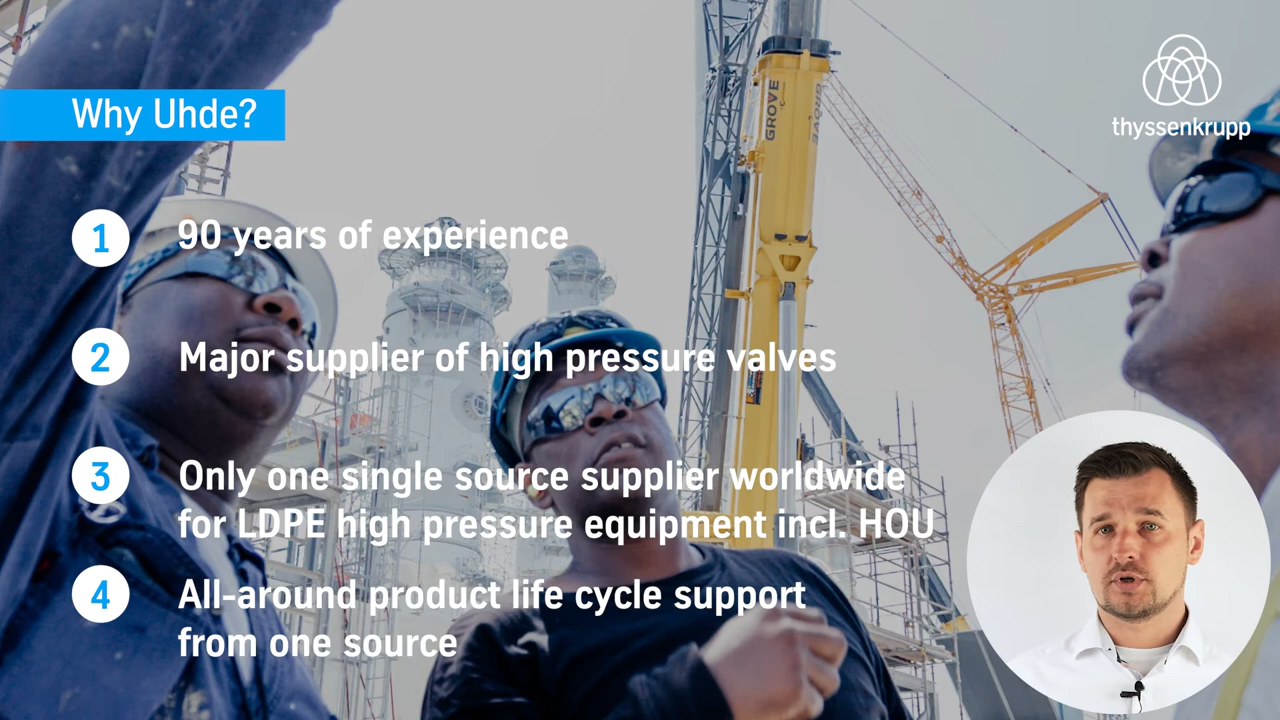 Why Uhde?
thyssenkrupp
GROVE
GROVE
1 90 years of experience
2 Major supplier of high pressure valves
3 Only one single source supplier worldwide
for LDPE high pressure equipment incl. HOU
4 All-around product life cycle support
from one source